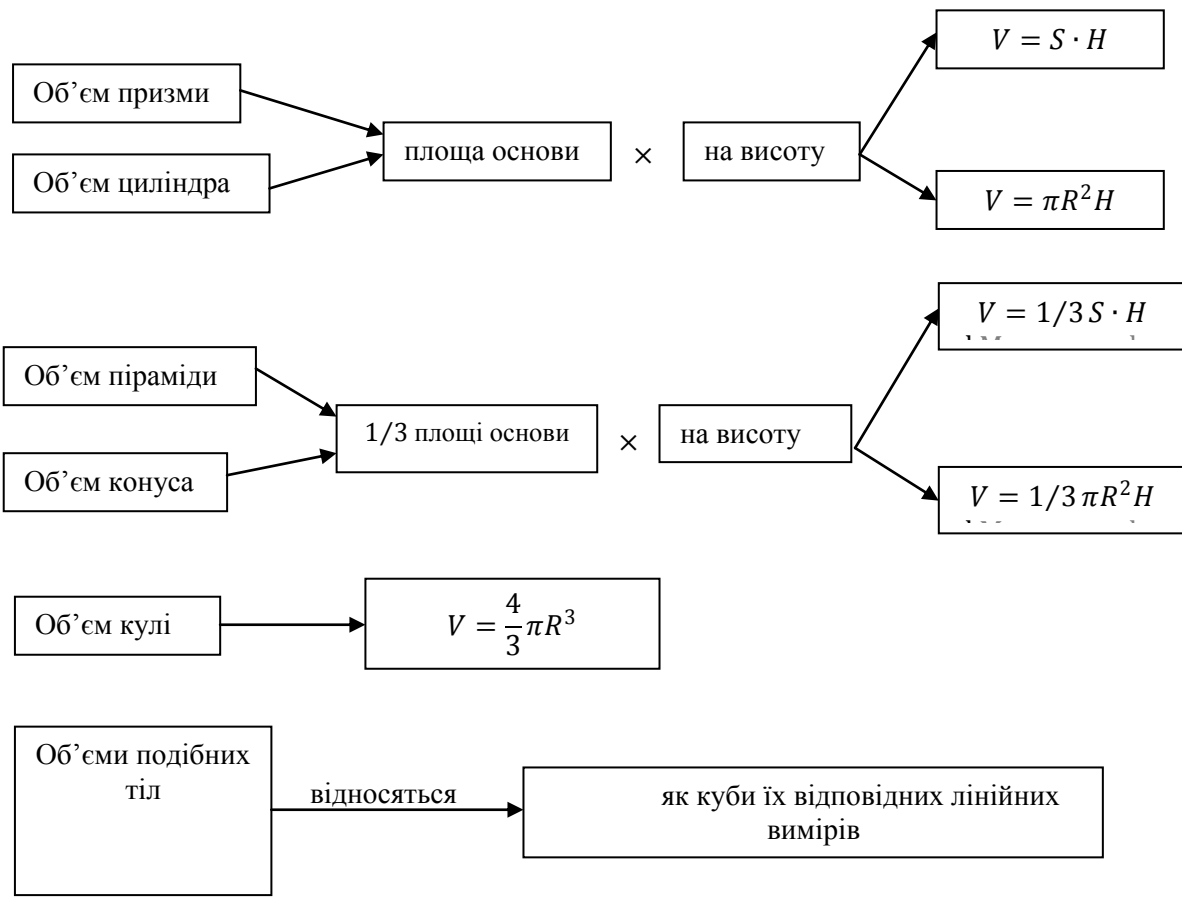 V = S · H
Об’єм призми
площа основи × на висоту
Об’єм циліндра
V = πR²H
V = 1/3 S · H
Об’єм піраміди
1/3 площі основи × на висоту
Об’єм конуса
V = 1/3 πR²H
Об’єм кулі
V = 4/3 πR³
Об’єми подібних
тіл
відносяться
як куби їх відповідних лінійних
вимірів